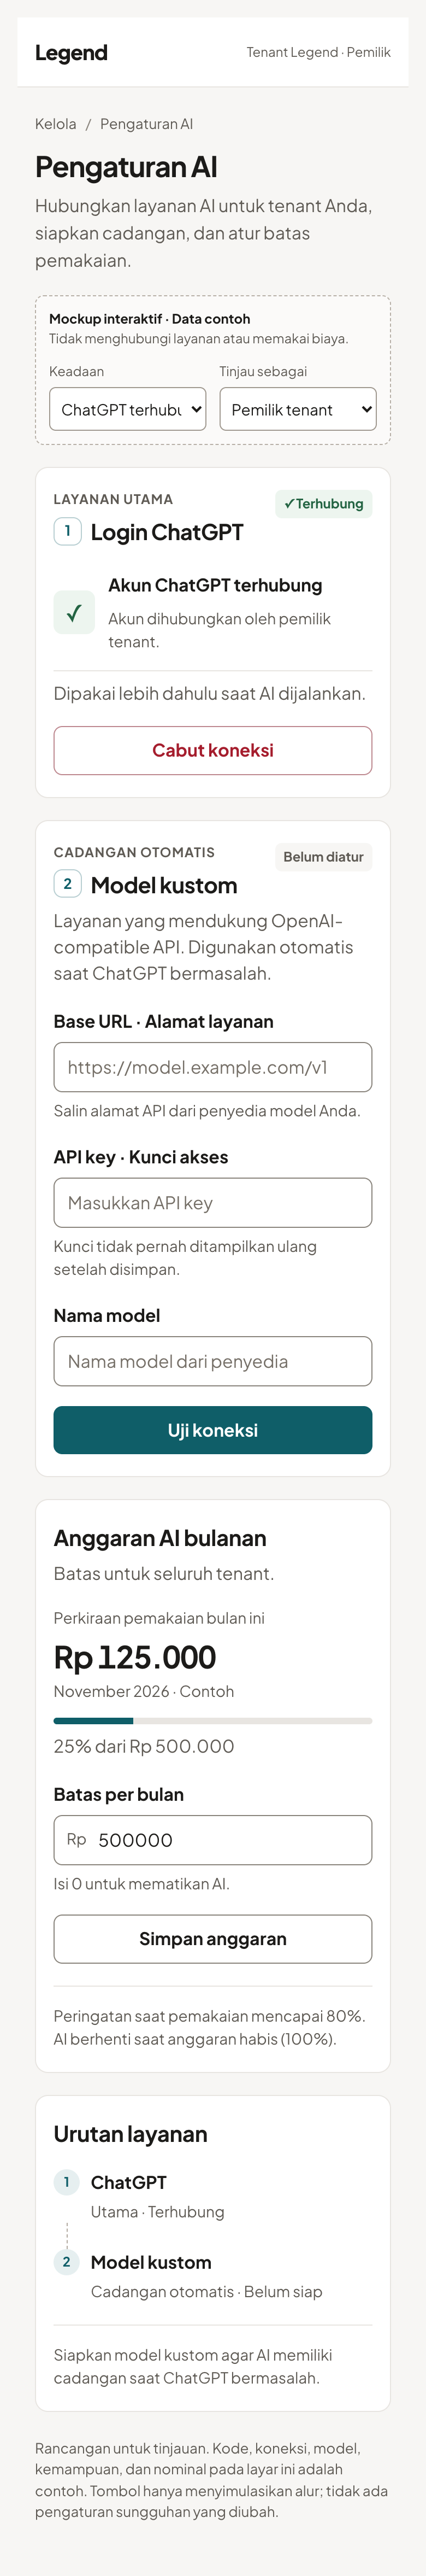 Legend
Tenant Legend · Pemilik
Kelola / Pengaturan AI
Pengaturan AI
Hubungkan layanan AI untuk tenant Anda,
siapkan cadangan, dan atur batas
pemakaian.
Mockup interaktif · Data contoh
Tidak menghubungi layanan atau memakai biaya.
Keadaan
Tinjau sebagai
ChatGPT terhubu
Pemilik tenant
LAYANAN UTAMA
✓Terhubung
1 Login ChatGPT
✓
Akun ChatGPT terhubung
Akun dihubungkan oleh pemilik
tenant.
Dipakai lebih dahulu saat AI dijalankan.
Cabut koneksi
CADANGAN OTOMATIS
Belum diatur
2 Model kustom
Layanan yang mendukung OpenAI-
compatible API. Digunakan otomatis
saat ChatGPT bermasalah.
Base URL · Alamat layanan
https://model.example.com/v1
Salin alamat API dari penyedia model Anda.
API key · Kunci akses
Masukkan API key
Kunci tidak pernah ditampilkan ulang
setelah disimpan.
Nama model
Nama model dari penyedia
Uji koneksi
Anggaran AI bulanan
Batas untuk seluruh tenant.
Perkiraan pemakaian bulan ini
Rp 125.000
November 2026 · Contoh
25% dari Rp 500.000
Batas per bulan
Rp 500000
Isi 0 untuk mematikan AI.
Simpan anggaran
Peringatan saat pemakaian mencapai 80%.
AI berhenti saat anggaran habis (100%).
Urutan layanan
1 ChatGPT
Utama · Terhubung
2 Model kustom
Cadangan otomatis · Belum siap
Siapkan model kustom agar AI memiliki
cadangan saat ChatGPT bermasalah.
Rancangan untuk tinjauan. Kode, koneksi, model,
kemampuan, dan nominal pada layar ini adalah
contoh. Tombol hanya menyimulasikan alur; tidak ada
pengaturan sungguhan yang diubah.